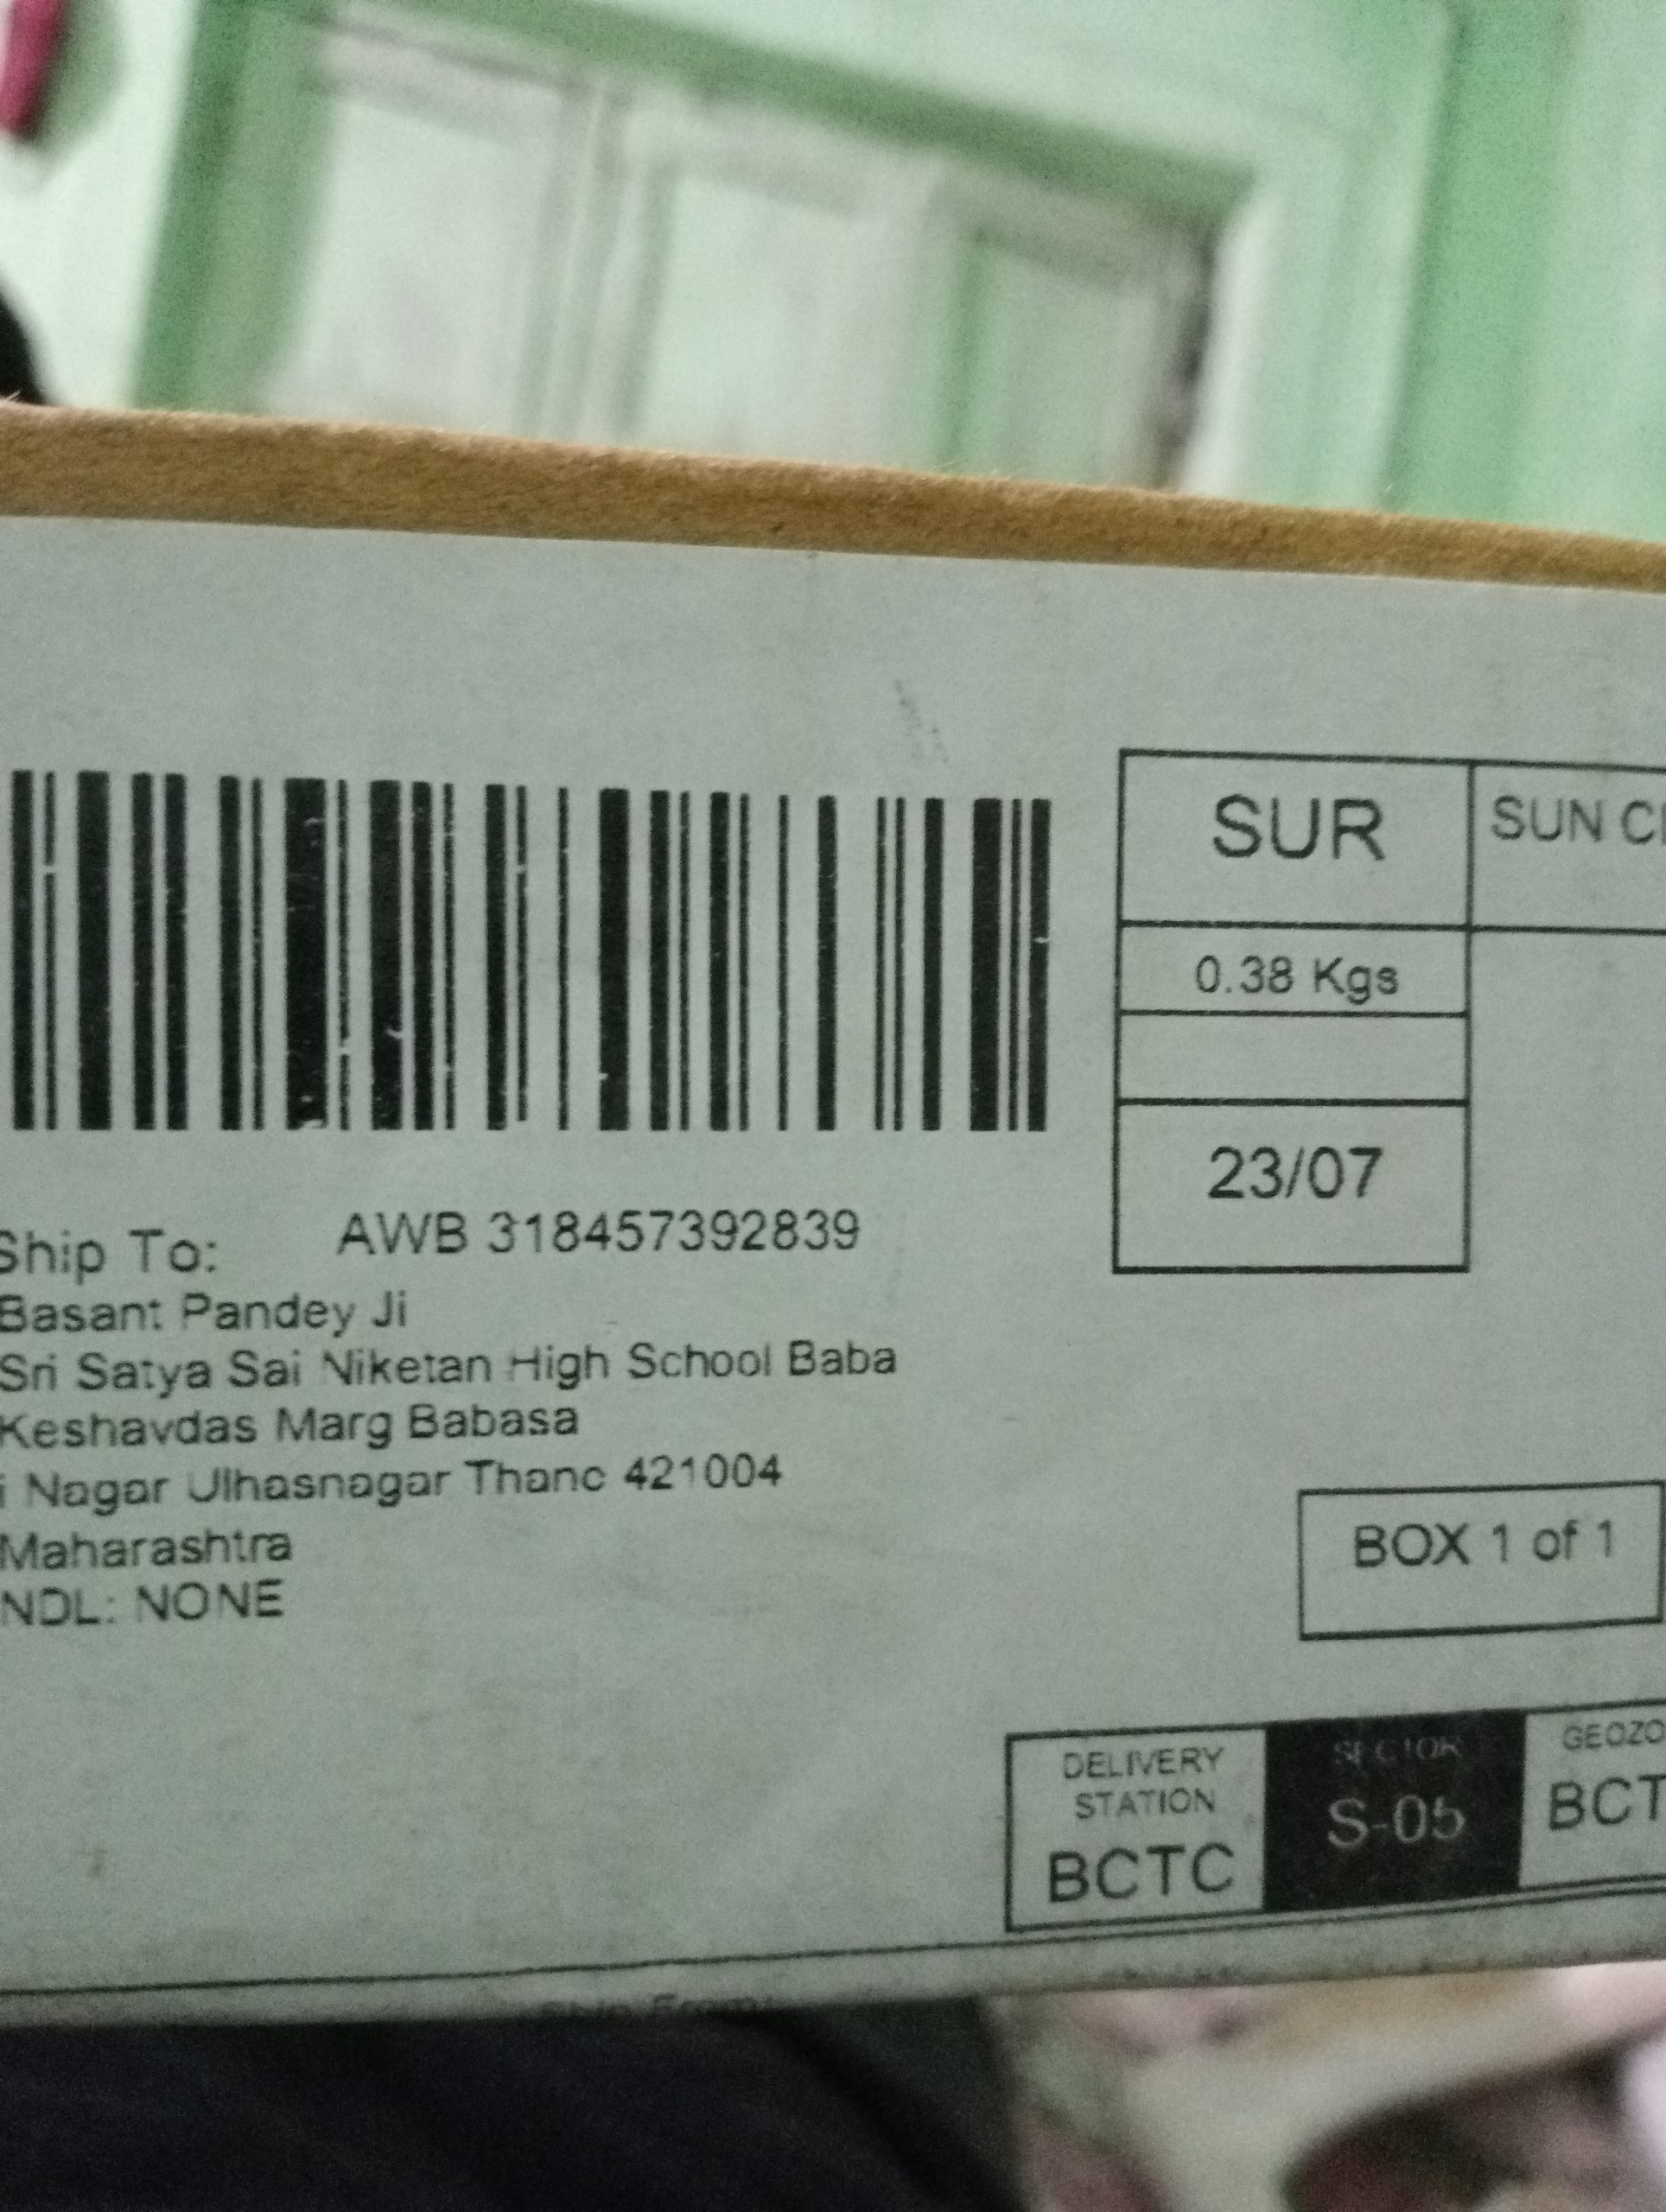 SUR
SUN
0.38 Kgs
23/07
Ship To: AWB 318457392839
Basant Pandey Ji
Sri Satya Sai Niketan High School Baba
Keshavdas Marg Babasa
i Nagar Ulhasnagar Thane 421004
Maharashtra
NDL: NONE
BOX 1 of 1
DELIVERY
STATION
BCTC
SECTOR
S-05
GEOZO
BCT
Ship From: